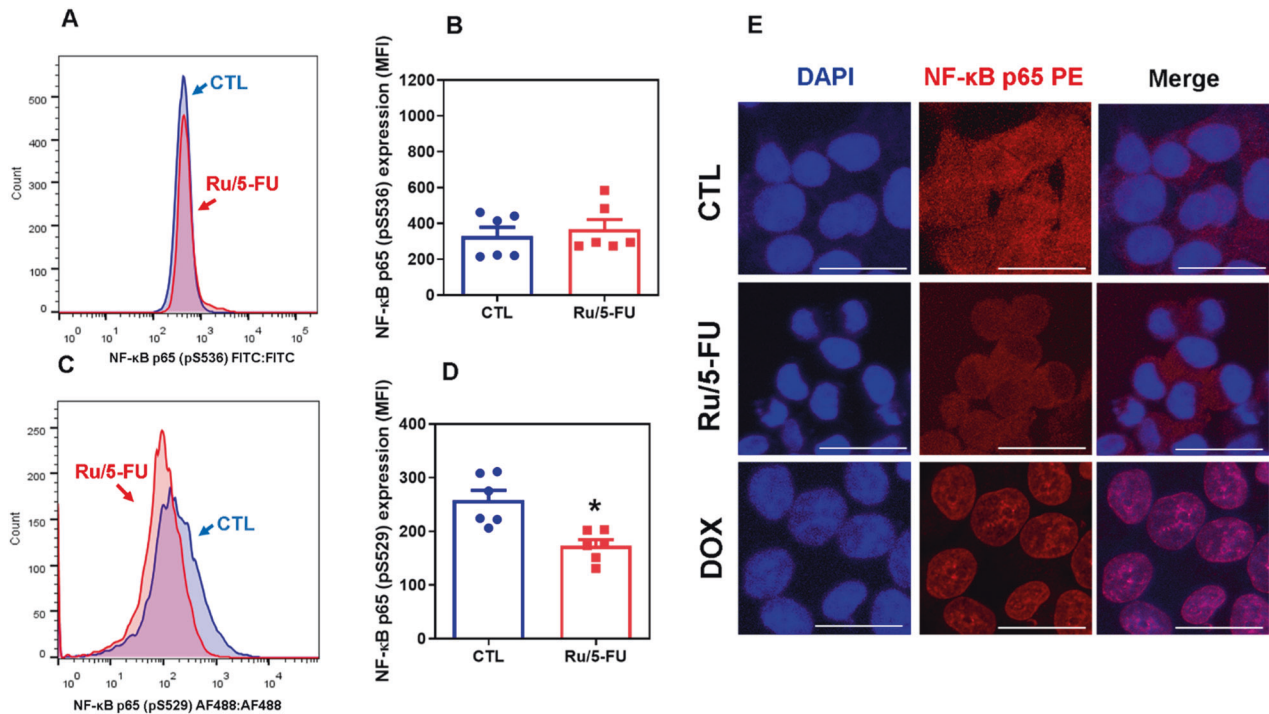 A
500
400
300
200
100
0
Count
CTL
Ru/5-FU
10⁰ 10¹ 10² 10³ 10⁴ 10⁵
NF-κB p65 (pS536) FITC:FITC
B
NF-κB p65 (pS536) expression (MFI)
1200
1000
800
600
400
200
0
CTL Ru/5-FU
C
250
200
150
100
50
0
Count
Ru/5-FU
CTL
10⁰ 10¹ 10² 10³ 10⁴
NF-κB p65 (pS529) AF488:AF488
D
NF-κB p65 (pS529) expression (MFI)
400
300
200
100
0
*
CTL Ru/5-FU
E
DAPI NF-κB p65 PE Merge
CTL
Ru/5-FU
DOX